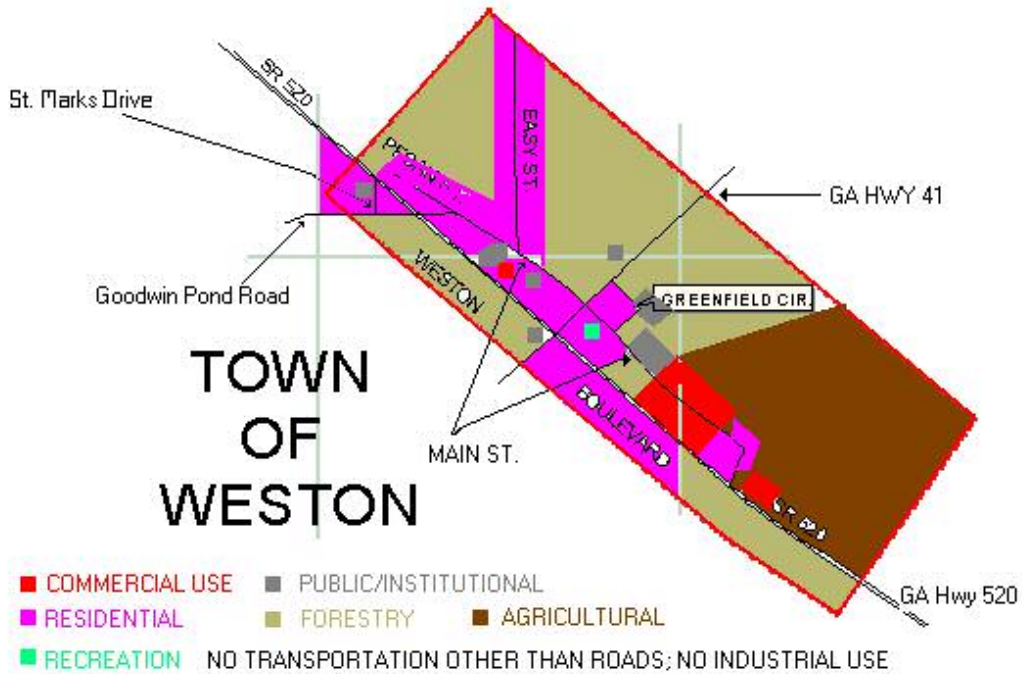 SR 520
St. Marks Drive
PECAN ST.
EASY ST.
GA HWY 41
WESTON
Goodwin Pond Road
GREENFIELD CIR.
TOWN
OF
WESTON
BOULEVARD
MAIN ST.
SR 520
GA Hwy 520
COMMERCIAL USE
PUBLIC/INSTITUTIONAL
RESIDENTIAL
FORESTRY
AGRICULTURAL
RECREATION
NO TRANSPORTATION OTHER THAN ROADS; NO INDUSTRIAL USE